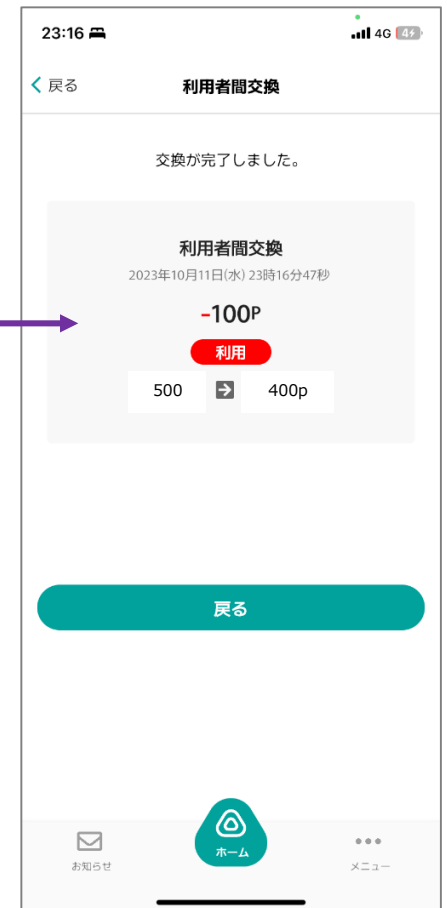 23:16
4G 4
戻る
利用者間交換
交換が完了しました。
利用者間交換
2023年10月11日(水) 23時16分47秒
-100P
利用
500 → 400p
戻る
お知らせ
ホーム
メニュー